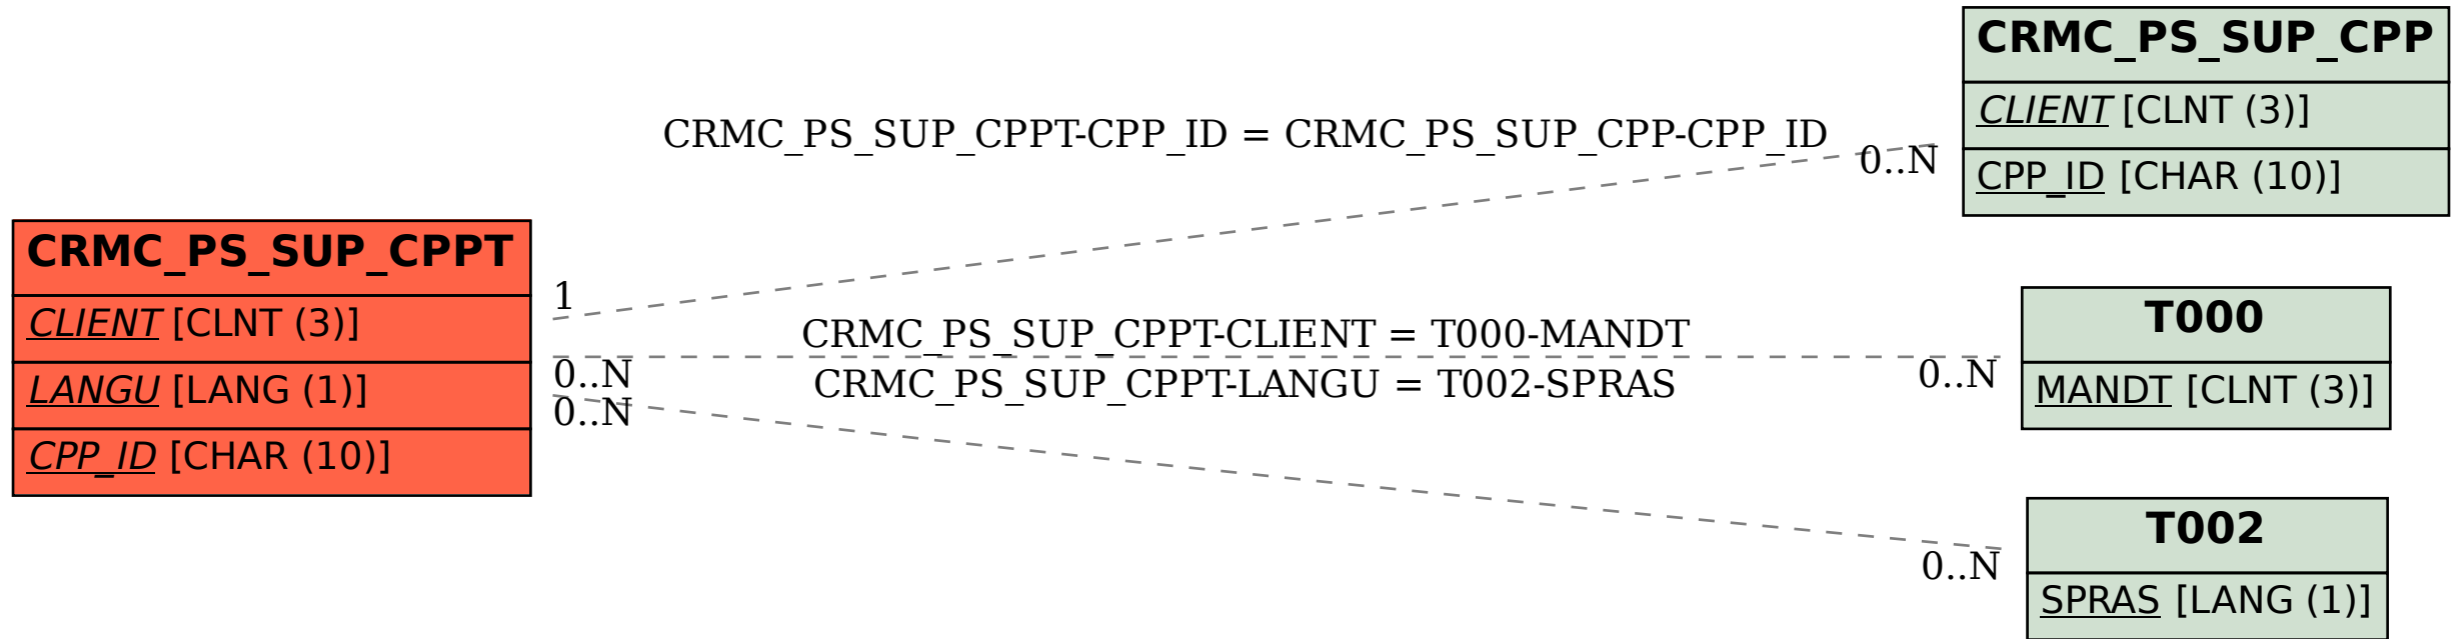 CRMC_PS_SUP_CPPT
CLIENT [CLNT (3)]
LANGU [LANG (1)]
CPP_ID [CHAR (10)]
CRMC_PS_SUP_CPPT-CPP_ID = CRMC_PS_SUP_CPP-CPP_ID
1
0..N
CRMC_PS_SUP_CPPT-CLIENT = T000-MANDT
0..N
0..N
CRMC_PS_SUP_CPPT-LANGU = T002-SPRAS
0..N
0..N
CRMC_PS_SUP_CPP
CLIENT [CLNT (3)]
CPP_ID [CHAR (10)]
T000
MANDT [CLNT (3)]
T002
SPRAS [LANG (1)]